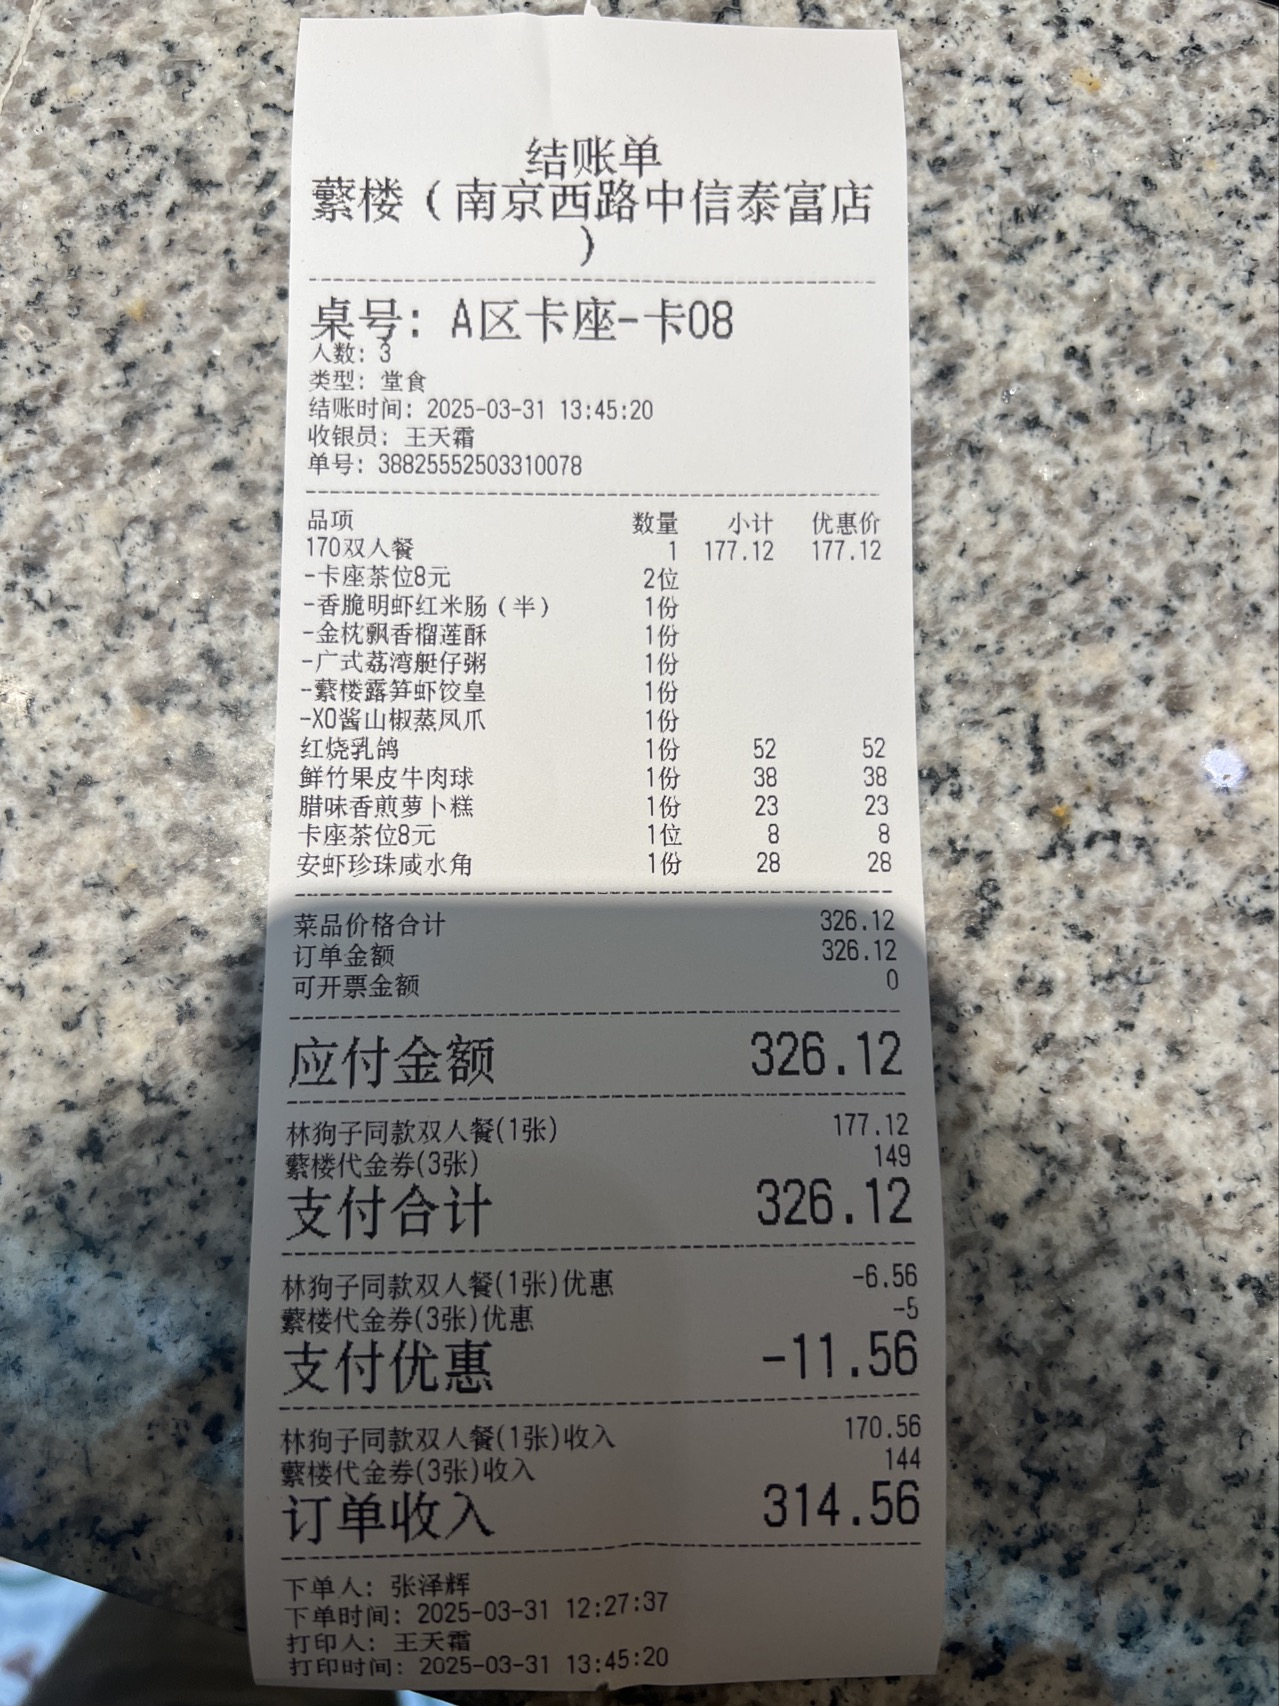 结账单
蘩楼（南京西路中信泰富店
）
桌号: A区卡座-卡08
人数: 3
类型: 堂食
结账时间: 2025-03-31 13:45:20
收银员: 王天霜
单号: 38825552503310078
品项 数量 小计 优惠价
170双人餐 1 177.12 177.12
-卡座茶位8元 2位
-香脆明虾红米肠（半） 1份
-金枕飘香榴莲酥 1份
-广式荔湾艇仔粥 1份
-蘩楼露笋虾饺皇 1份
-XO酱山椒蒸凤爪 1份
红烧乳鸽 1份 52 52
鲜竹果皮牛肉球 1份 38 38
腊味香煎萝卜糕 1份 23 23
卡座茶位8元 1位 8 8
安虾珍珠咸水角 1份 28 28
菜品价格合计 326.12
订单金额 326.12
可开票金额 0
应付金额 326.12
林狗子同款双人餐(1张) 177.12
蘩楼代金券(3张) 149
支付合计 326.12
林狗子同款双人餐(1张)优惠 -6.56
蘩楼代金券(3张)优惠 -5
支付优惠 -11.56
林狗子同款双人餐(1张)收入 170.56
蘩楼代金券(3张)收入 144
订单收入 314.56
下单人: 张泽辉
下单时间: 2025-03-31 12:27:37
打印人: 王天霜
打印时间: 2025-03-31 13:45:20